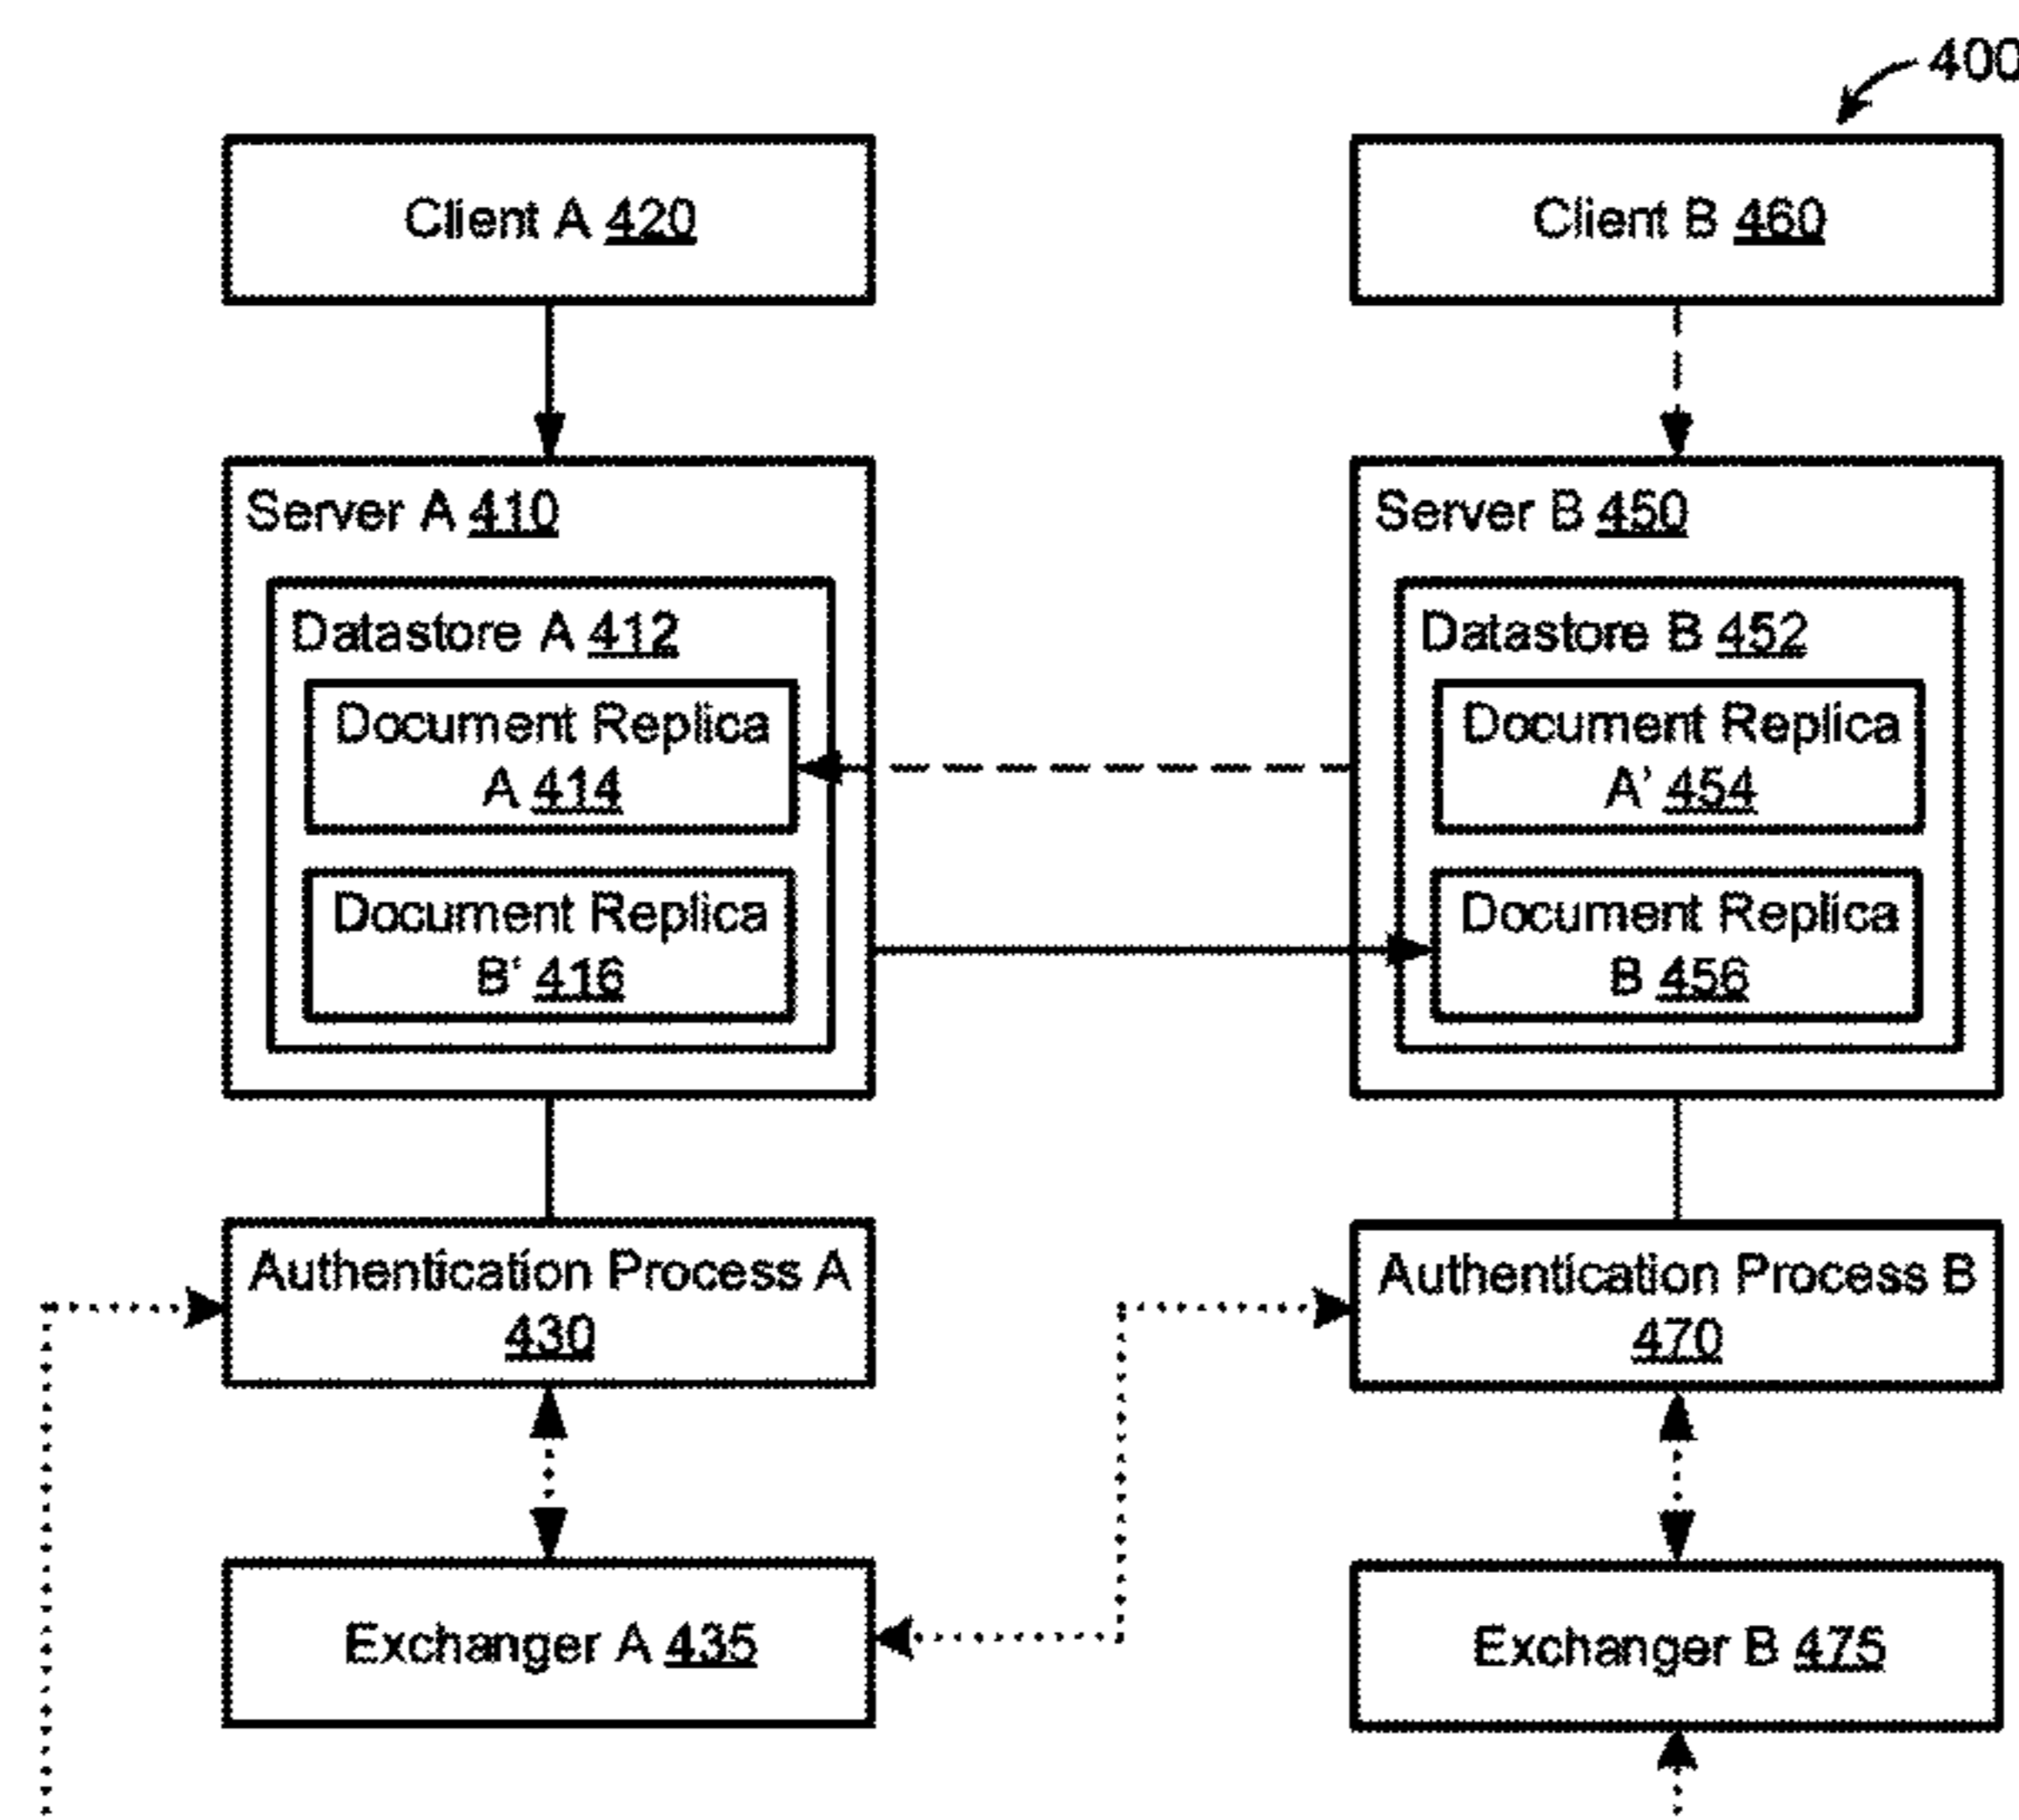 400
Client A 420
Client B 460
Server A 410
Datastore A 412
Document Replica
A 414
Document Replica
B' 416
Server B 450
Datastore B 452
Document Replica
A’ 454
Document Replica
B 456
Authentication Process A
430
Authentication Process B
470
Exchanger A 435
Exchanger B 475